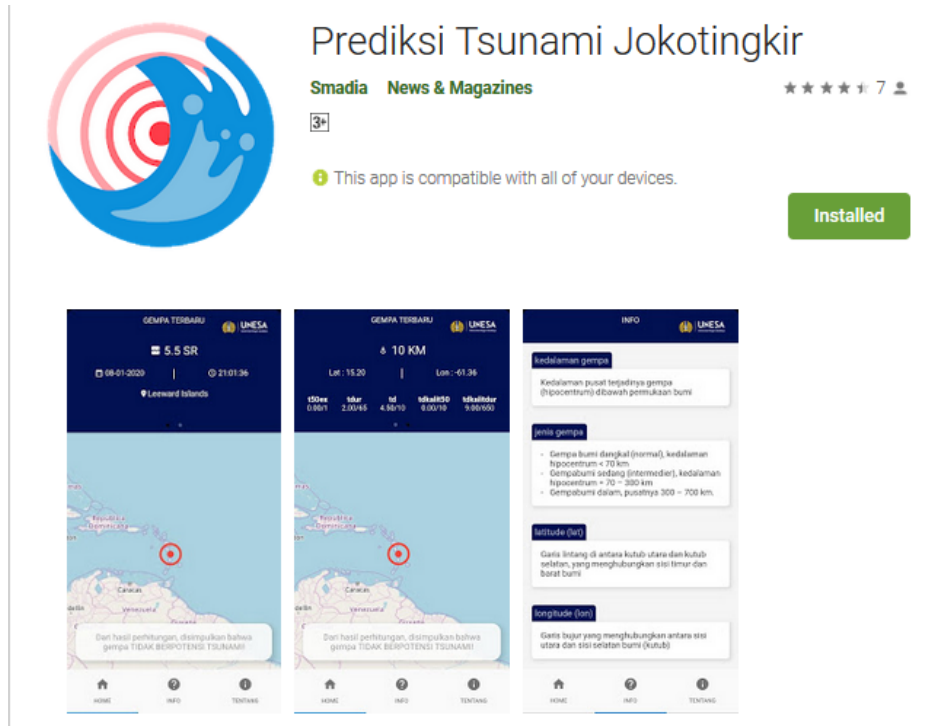 Prediksi Tsunami Jokotingkir
Smadia News & Magazines
7
3+
This app is compatible with all of your devices.
Installed
GEMPA TERBARU
UNESA
5.5 SR
08-01-2020 | 21:01:36
Leeward Islands
Republica
Dominicana
Caracas
Venezuela
Dari hasil perhitungan, disimpulkan bahwa
gempa TIDAK BERPOTENSI TSUNAMI!
HOME INFO TENTANG
GEMPA TERBARU
UNESA
10 KM
Lat : 15.20 | Lon : -61.36
t50ex tdur td tdkalit50 tdkalitdur
0.00/1 2.00/65 4.50/10 0.00/10 9.00/650
Republica
Dominicana
Caracas
Venezuela
Dari hasil perhitungan, disimpulkan bahwa
gempa TIDAK BERPOTENSI TSUNAMI!
HOME INFO TENTANG
INFO
UNESA
kedalaman gempa
Kedalaman pusat terjadinya gempa
(hipocentrum) dibawah permukaan bumi
jenis gempa
- Gempa bumi dangkal (normal), kedalaman
hipocentrum < 70 km
- Gempabumi sedang (intermedier), kedalaman
hipocentrum = 70 – 300 km
- Gempabumi dalam, pusatnya 300 – 700 km.
latitude (lat)
Garis lintang di antara kutub utara dan kutub
selatan, yang menghubungkan sisi timur dan
barat bumi
longitude (lon)
Garis bujur yang menghubungkan antara sisi
utara dan sisi selatan bumi (kutub)
HOME INFO TENTANG